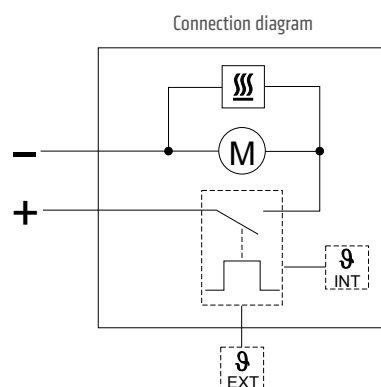 Connection diagram
M
−
+
ϑ
INT
ϑ
EXT